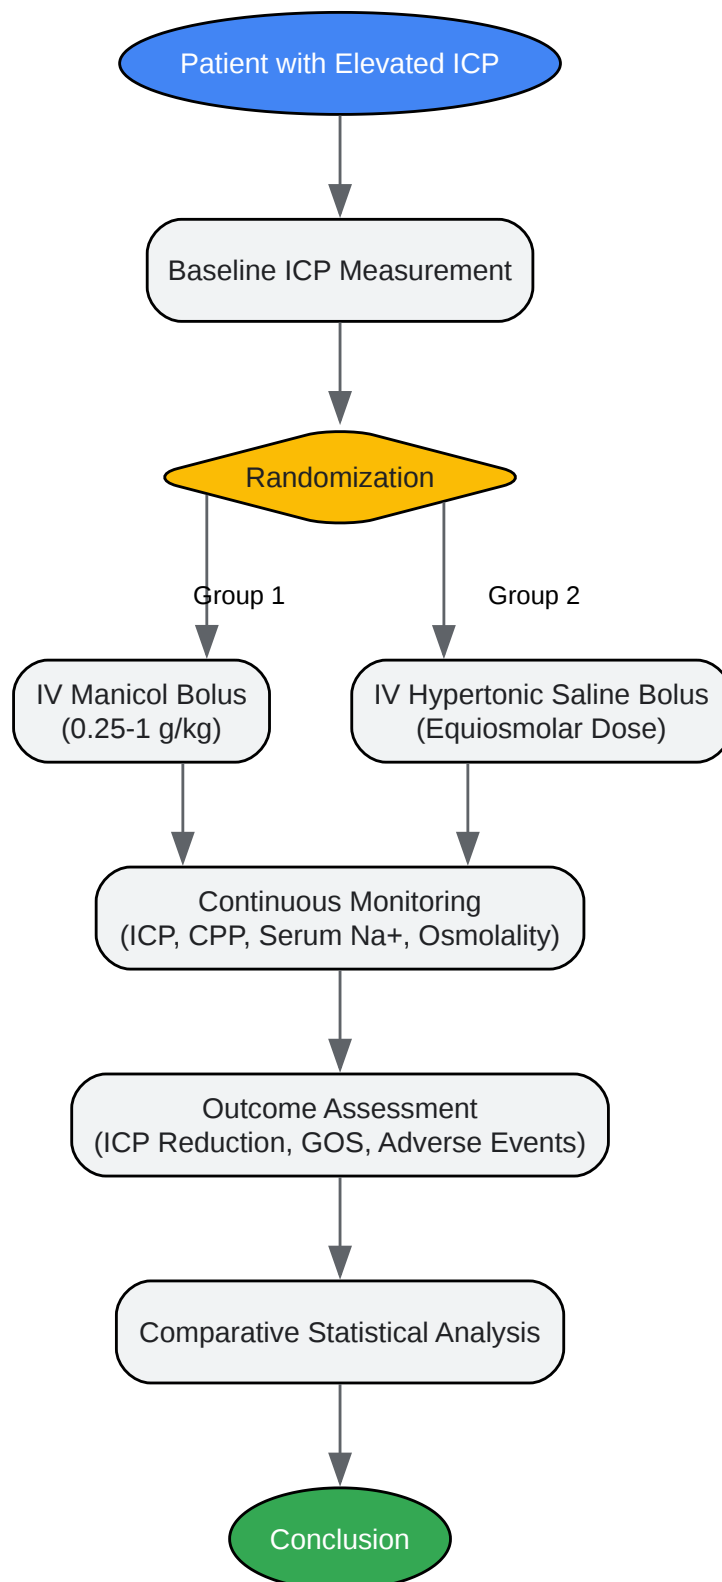 Patient with Elevated ICP
Baseline ICP Measurement
Randomization
Group 1
Group 2
IV Manicol Bolus
(0.25-1 g/kg)
IV Hypertonic Saline Bolus
(Equiosmolar Dose)
Continuous Monitoring
(ICP, CPP, Serum Na+, Osmolality)
Outcome Assessment
(ICP Reduction, GOS, Adverse Events)
Comparative Statistical Analysis
Conclusion